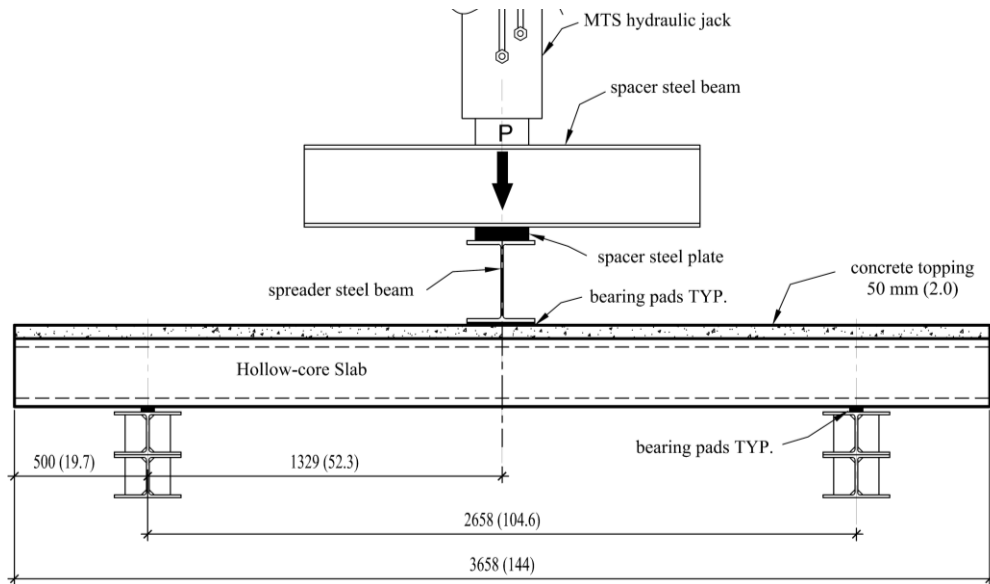 MTS hydraulic jack
spacer steel beam
P
spacer steel plate
concrete topping
50 mm (2.0)
spreader steel beam
bearing pads TYP.
Hollow-core Slab
bearing pads TYP.
500 (19.7)
1329 (52.3)
2658 (104.6)
3658 (144)